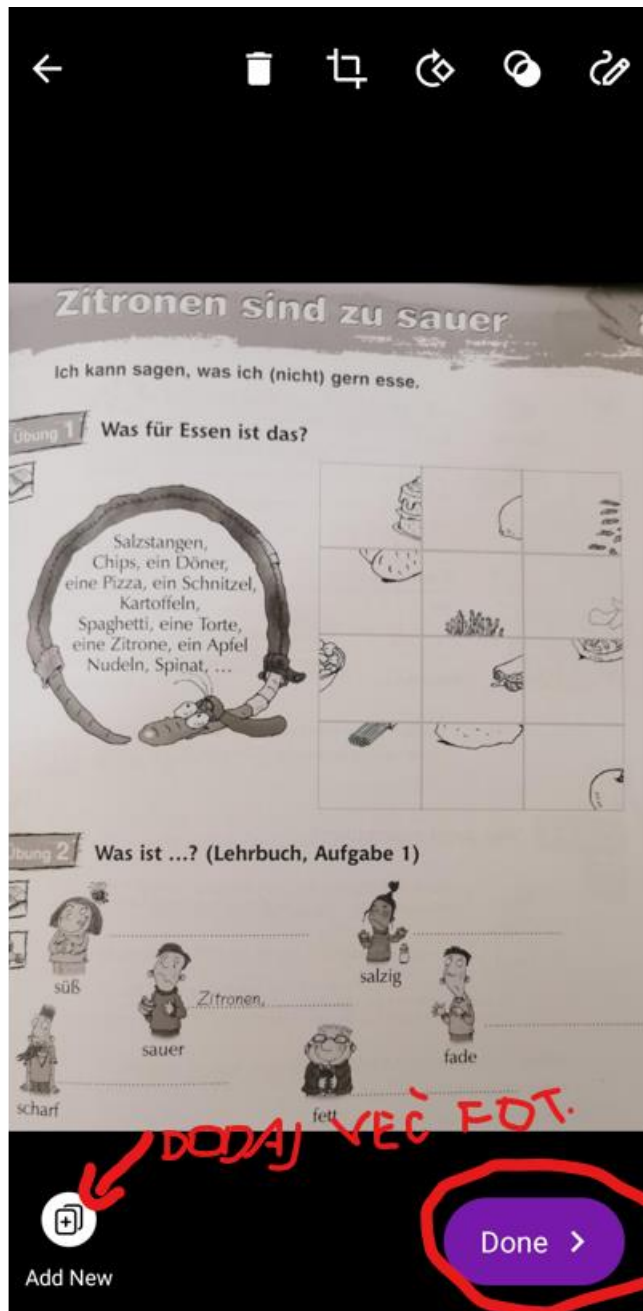 Zitronen sind zu sauer
Ich kann sagen, was ich (nicht) gern esse.
Übung 1 Was für Essen ist das?
Salzstangen,
Chips, ein Döner,
eine Pizza, ein Schnitzel,
Kartoffeln,
Spaghetti, eine Torte,
eine Zitrone, ein Apfel
Nudeln, Spinat, ...
Übung 2 Was ist ...? (Lehrbuch, Aufgabe 1)
süß
salzig
Zitronen,
sauer
fade
scharf
fett
DODAJ VEČ FOT.
Add New
Done